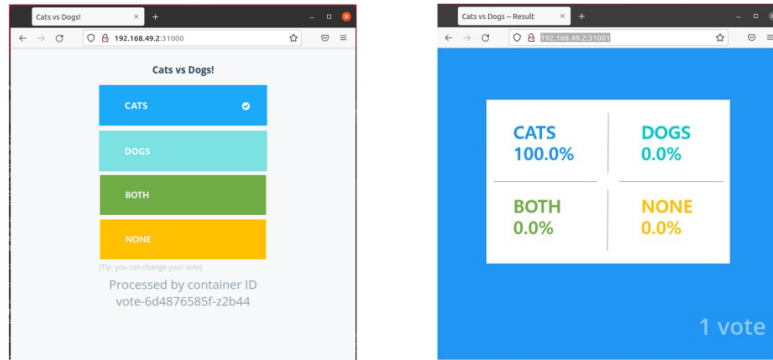 Cats vs Dogs!
192.168.49.2:31000
Cats vs Dogs!
CATS
DOGS
BOTH
NONE
(Tip: you can change your vote)
Processed by container ID
vote-6d4876585f-z2b44
Cats vs Dogs – Result
192.168.49.2:31001
CATS
100.0%
DOGS
0.0%
BOTH
0.0%
NONE
0.0%
1 vote